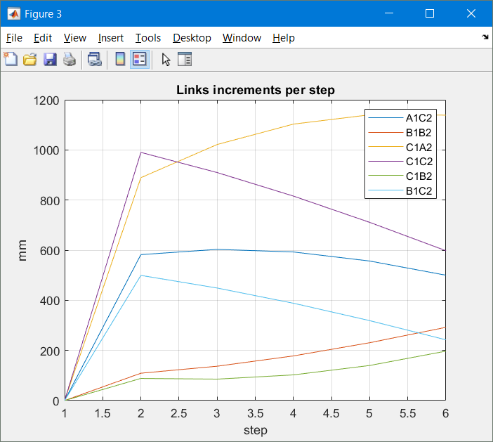 Figure 3
File Edit View Insert Tools Desktop Window Help
Links increments per step
1200
1000
800
600
400
200
0
mm
A1C2
B1B2
C1A2
C1C2
C1B2
B1C2
1 1.5 2 2.5 3 3.5 4 4.5 5 5.5 6
step